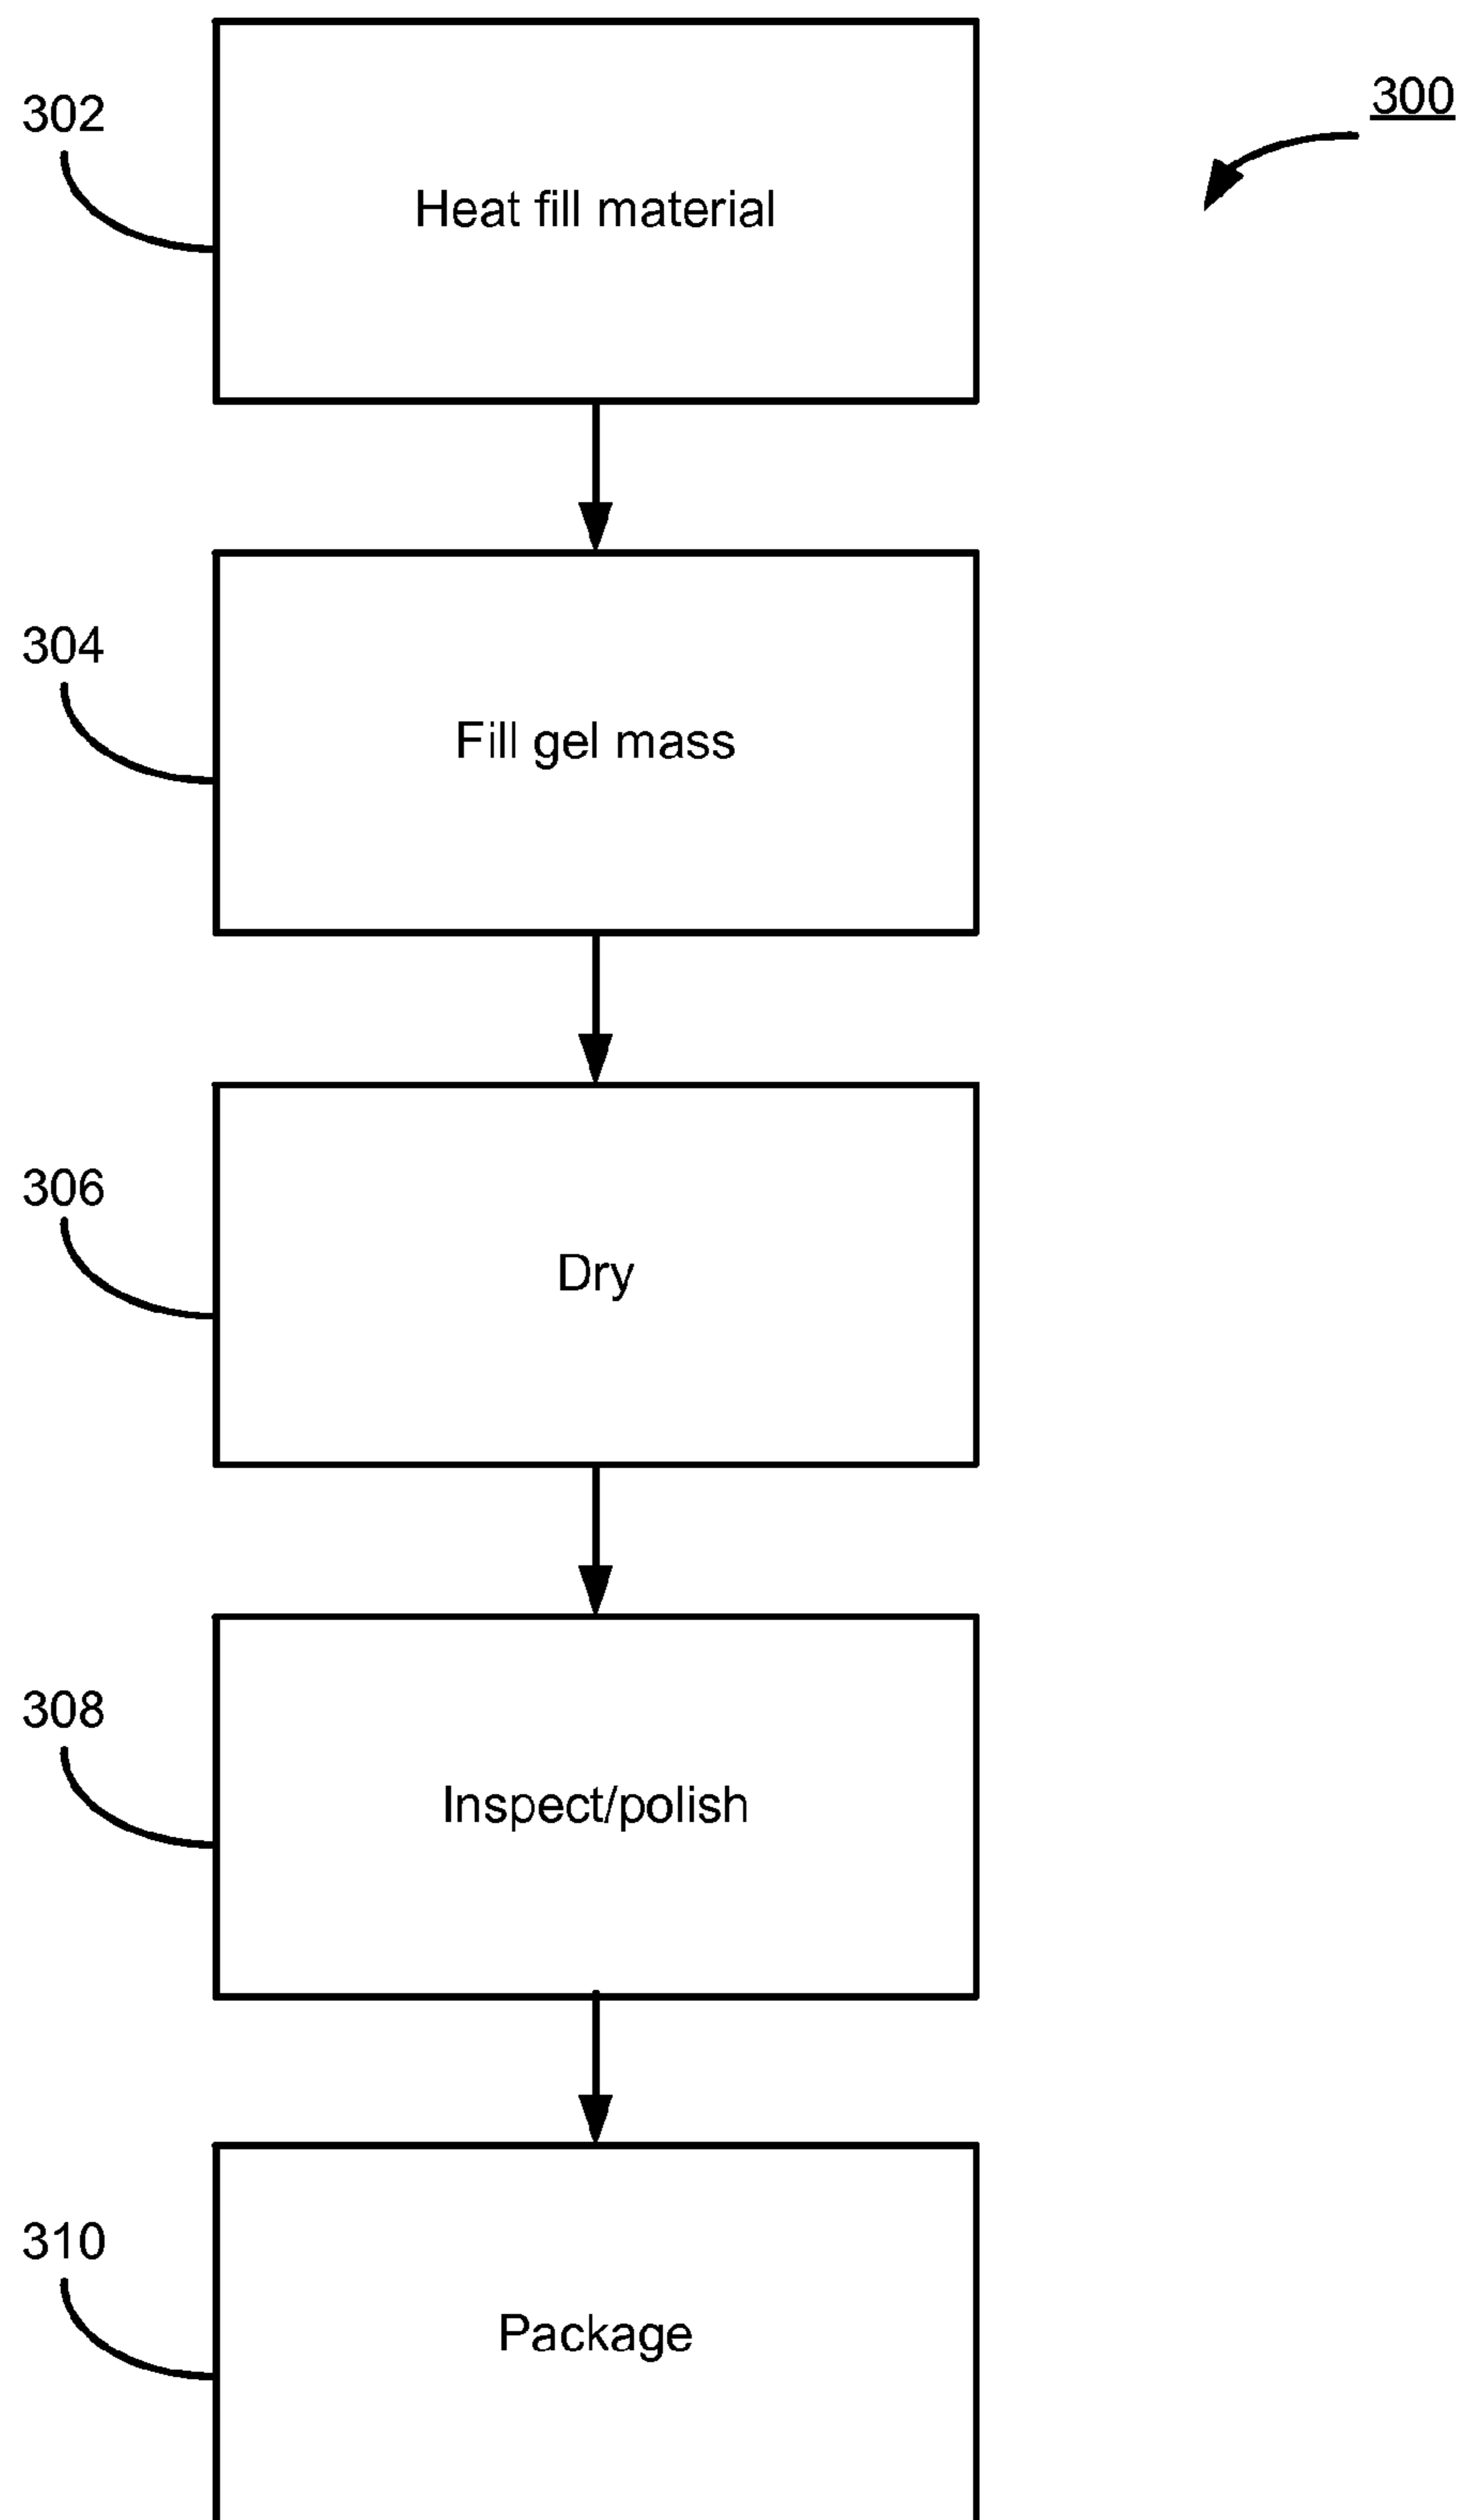 300
302
Heat fill material
304
Fill gel mass
306
Dry
308
Inspect/polish
310
Package